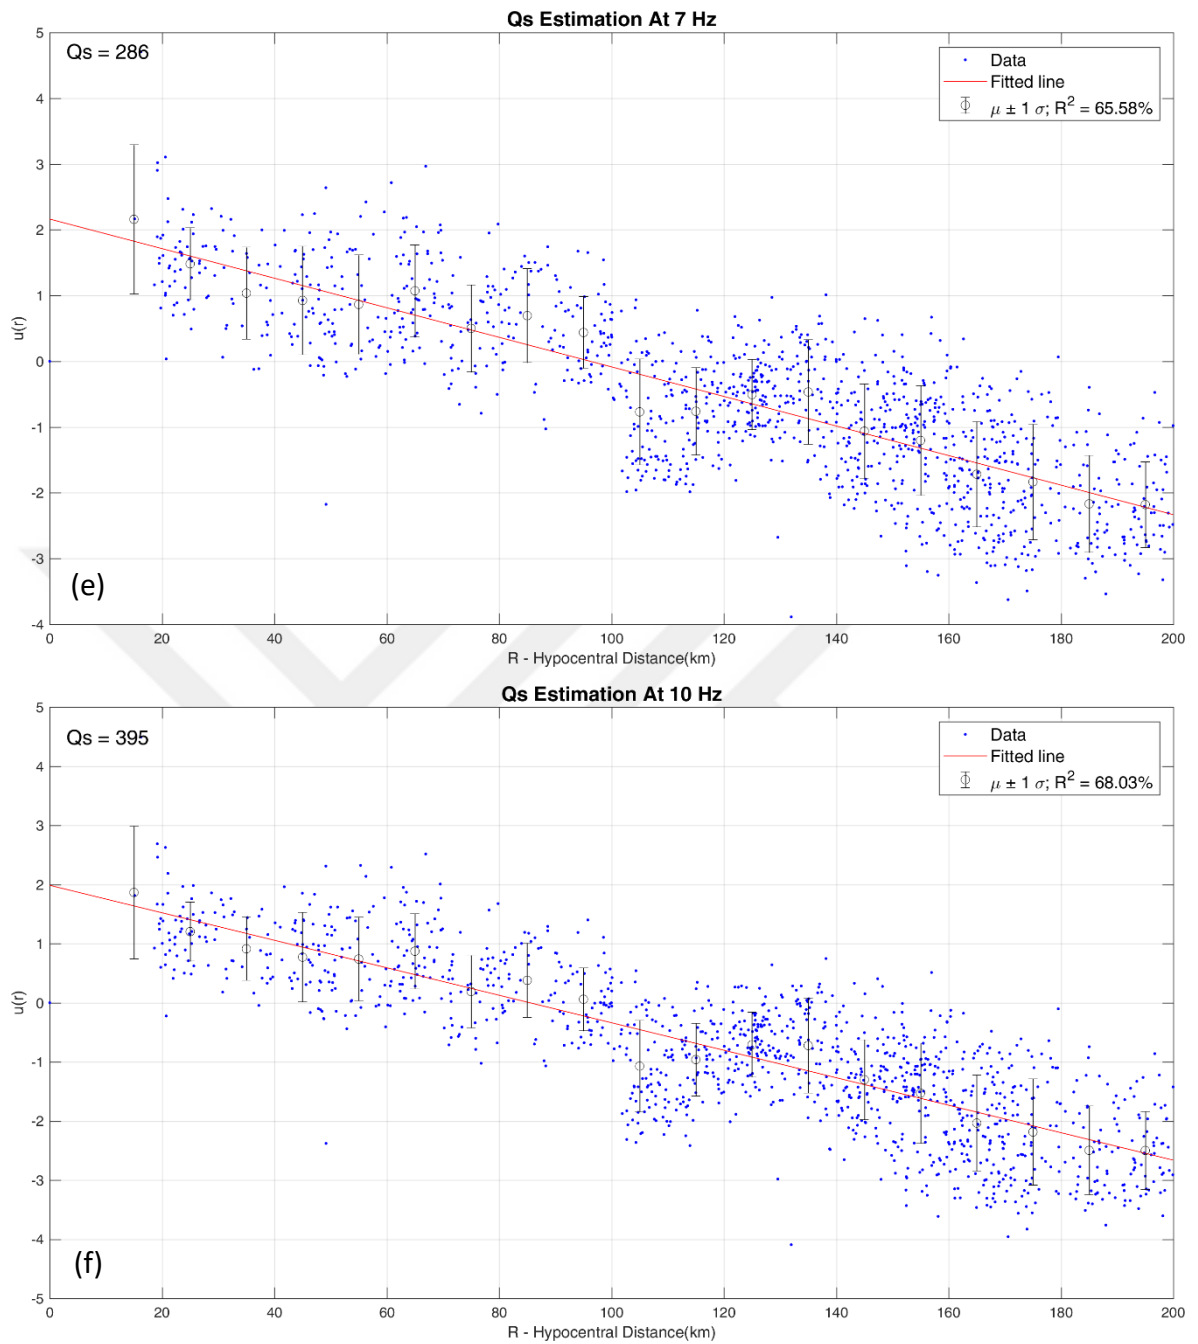 Qs Estimation At 7 Hz
Qs = 286
Data
Fitted line
μ ± 1 σ; R² = 65.58%
5
4
3
2
1
0
-1
-2
-3
-4
u(r)
(e)
0 20 40 60 80 100 120 140 160 180 200
R - Hypocentral Distance(km)
Qs Estimation At 10 Hz
Qs = 395
Data
Fitted line
μ ± 1 σ; R² = 68.03%
5
4
3
2
1
0
-1
-2
-3
-4
-5
u(r)
(f)
0 20 40 60 80 100 120 140 160 180 200
R - Hypocentral Distance(km)